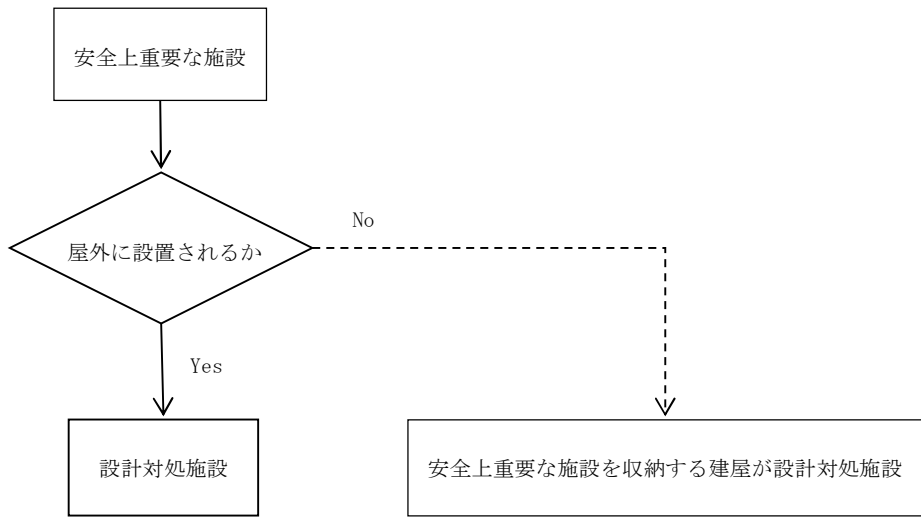 安全上重要な施設
屋外に設置されるか
No
Yes
設計対処施設
安全上重要な施設を収納する建屋が設計対処施設